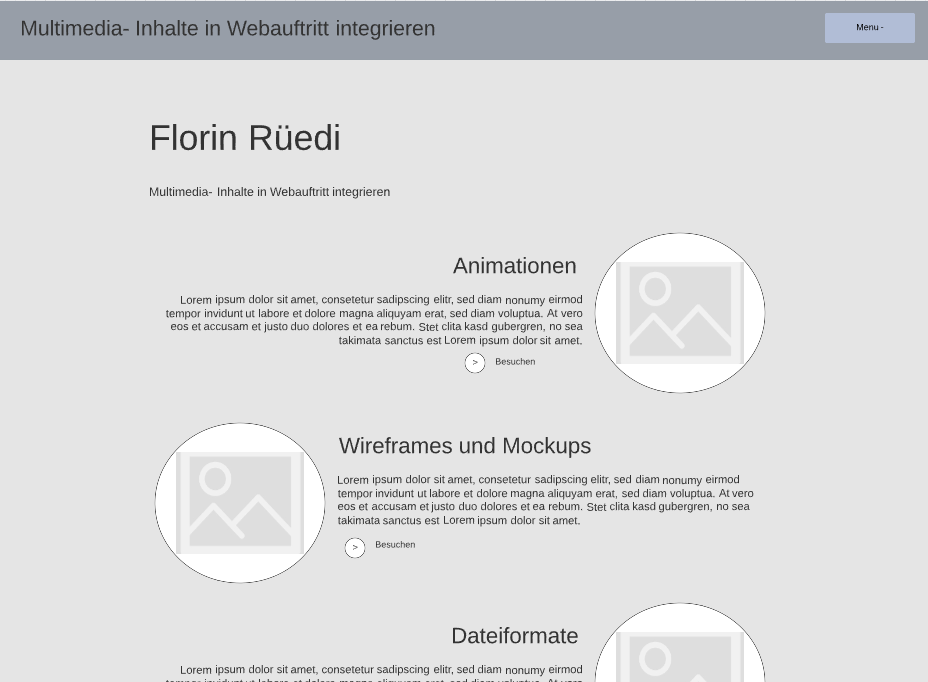 Multimedia- Inhalte in Webauftritt integrieren
Menu -
Florin Rüedi
Multimedia- Inhalte in Webauftritt integrieren
Animationen
Lorem ipsum dolor sit amet, consetetur sadipscing elitr, sed diam nonumy eirmod
tempor invidunt ut labore et dolore magna aliquyam erat, sed diam voluptua. At vero
eos et accusam et justo duo dolores et ea rebum. Stet clita kasd gubergren, no sea
takimata sanctus est Lorem ipsum dolor sit amet.
> Besuchen
Wireframes und Mockups
Lorem ipsum dolor sit amet, consetetur sadipscing elitr, sed diam nonumy eirmod
tempor invidunt ut labore et dolore magna aliquyam erat, sed diam voluptua. At vero
eos et accusam et justo duo dolores et ea rebum. Stet clita kasd gubergren, no sea
takimata sanctus est Lorem ipsum dolor sit amet.
> Besuchen
Dateiformate
Lorem ipsum dolor sit amet, consetetur sadipscing elitr, sed diam nonumy eirmod